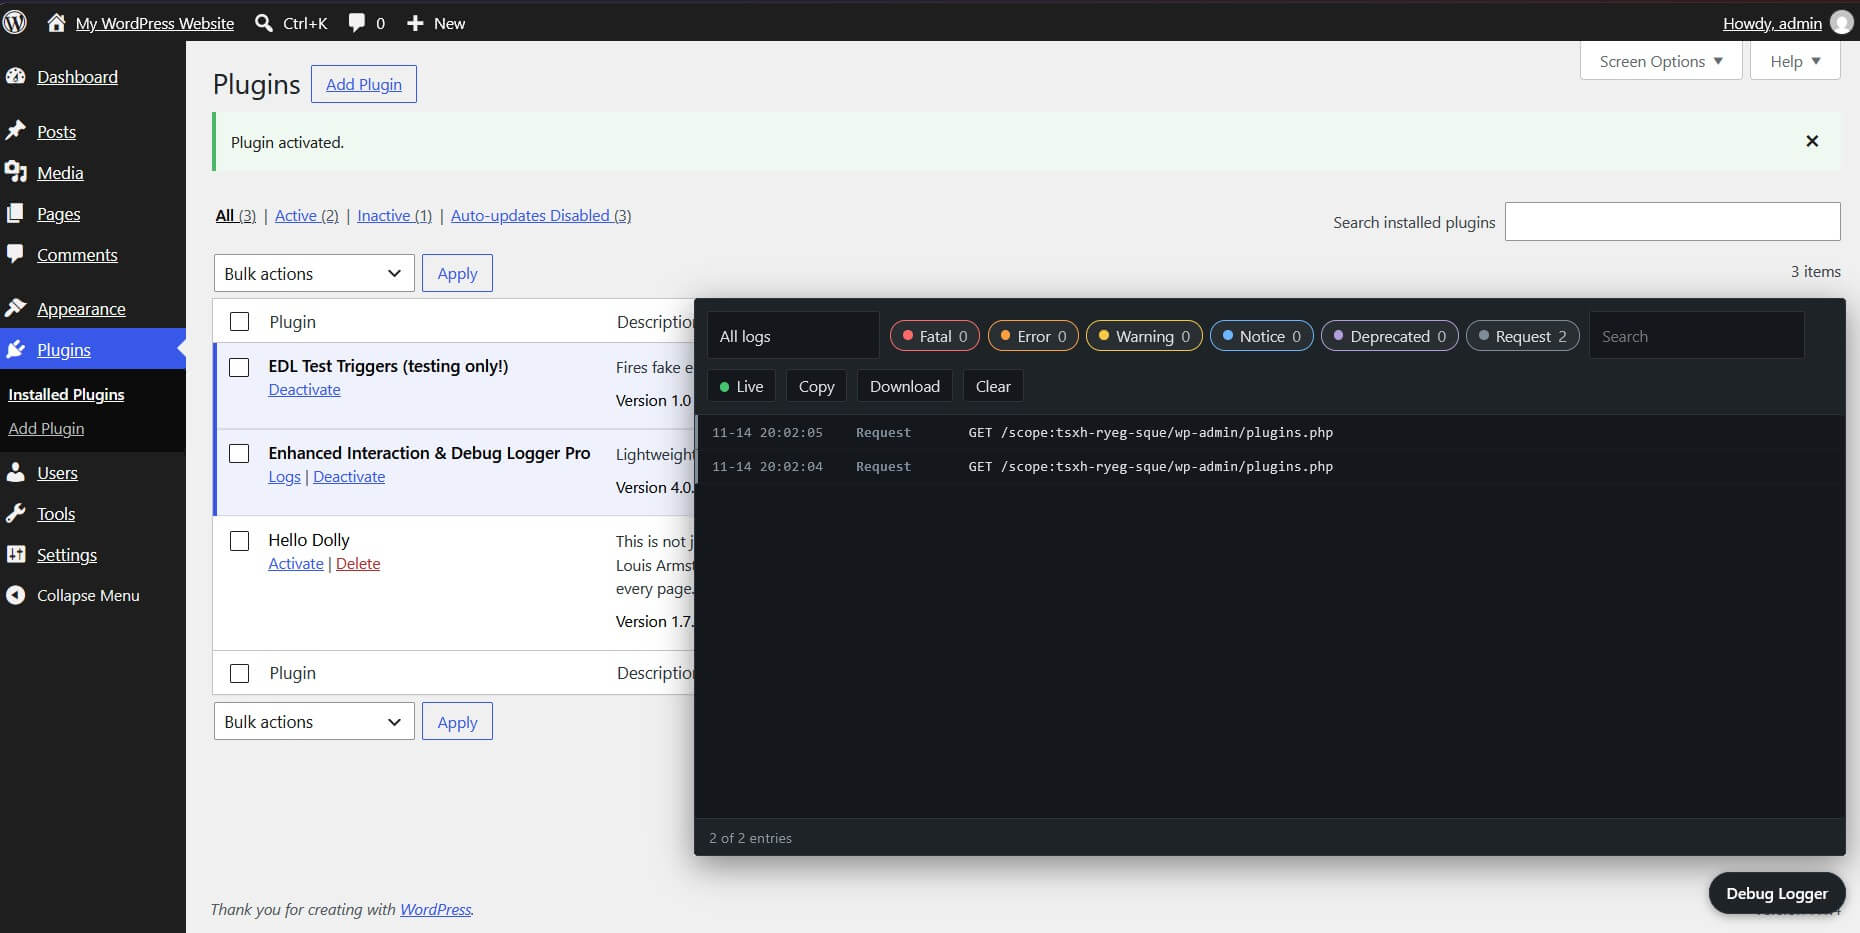 My WordPress Website Ctrl+K 0 New Howdy, admin
Dashboard
Posts
Media
Pages
Comments
Appearance
Plugins
Installed Plugins
Add Plugin
Users
Tools
Settings
Collapse Menu
Screen Options Help
Plugins Add Plugin
Plugin activated.
All (3) | Active (2) | Inactive (1) | Auto-updates Disabled (3)
Search installed plugins
Bulk actions Apply
3 items
Plugin
EDL Test Triggers (testing only!) Fires fake
Deactivate
Version 1.0
Enhanced Interaction & Debug Logger Pro Lightweight
Logs | Deactivate
Version 4.0.
Hello Dolly This is not
Activate | Delete Louis
every page.
Version 1.7.
Plugin
Bulk actions Apply
All logs Fatal 0 Error 0 Warning 0 Notice 0 Deprecated 0 Request 2 Search
Live Copy Download Clear
11-14 20:02:05 Request GET /scope:tsxh-ryeg-sque/wp-admin/plugins.php
11-14 20:02:04 Request GET /scope:tsxh-ryeg-sque/wp-admin/plugins.php
2 of 2 entries
Debug Logger
Thank you for creating with WordPress.